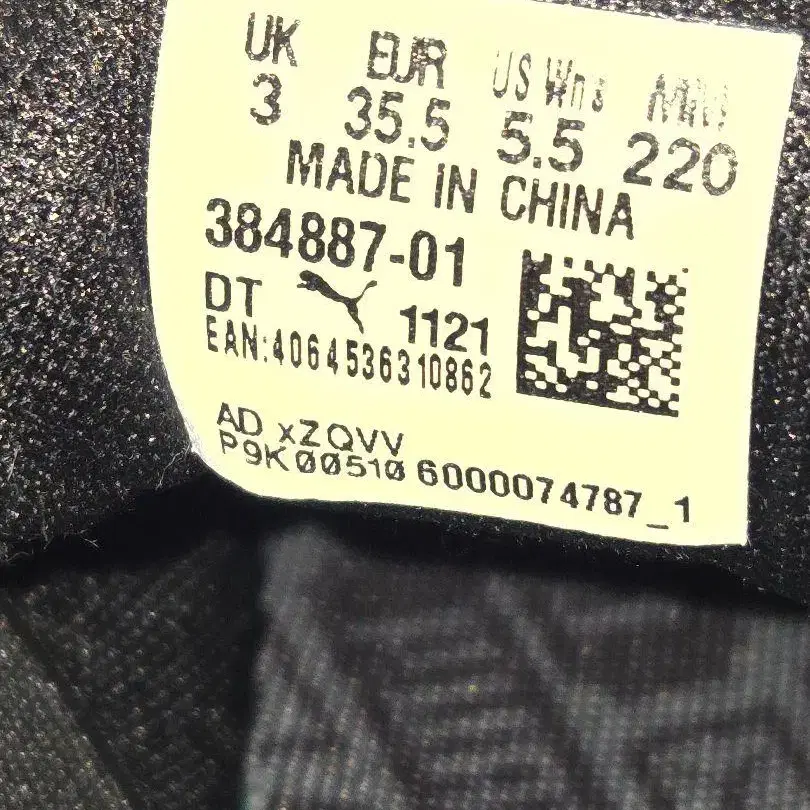 UK EUR US Wns MM
3 35.5 5.5 220
MADE IN CHINA
384887-01
DT 1121
EAN:4064536310862
AD xZQVV
P9K00510 6000074787_1